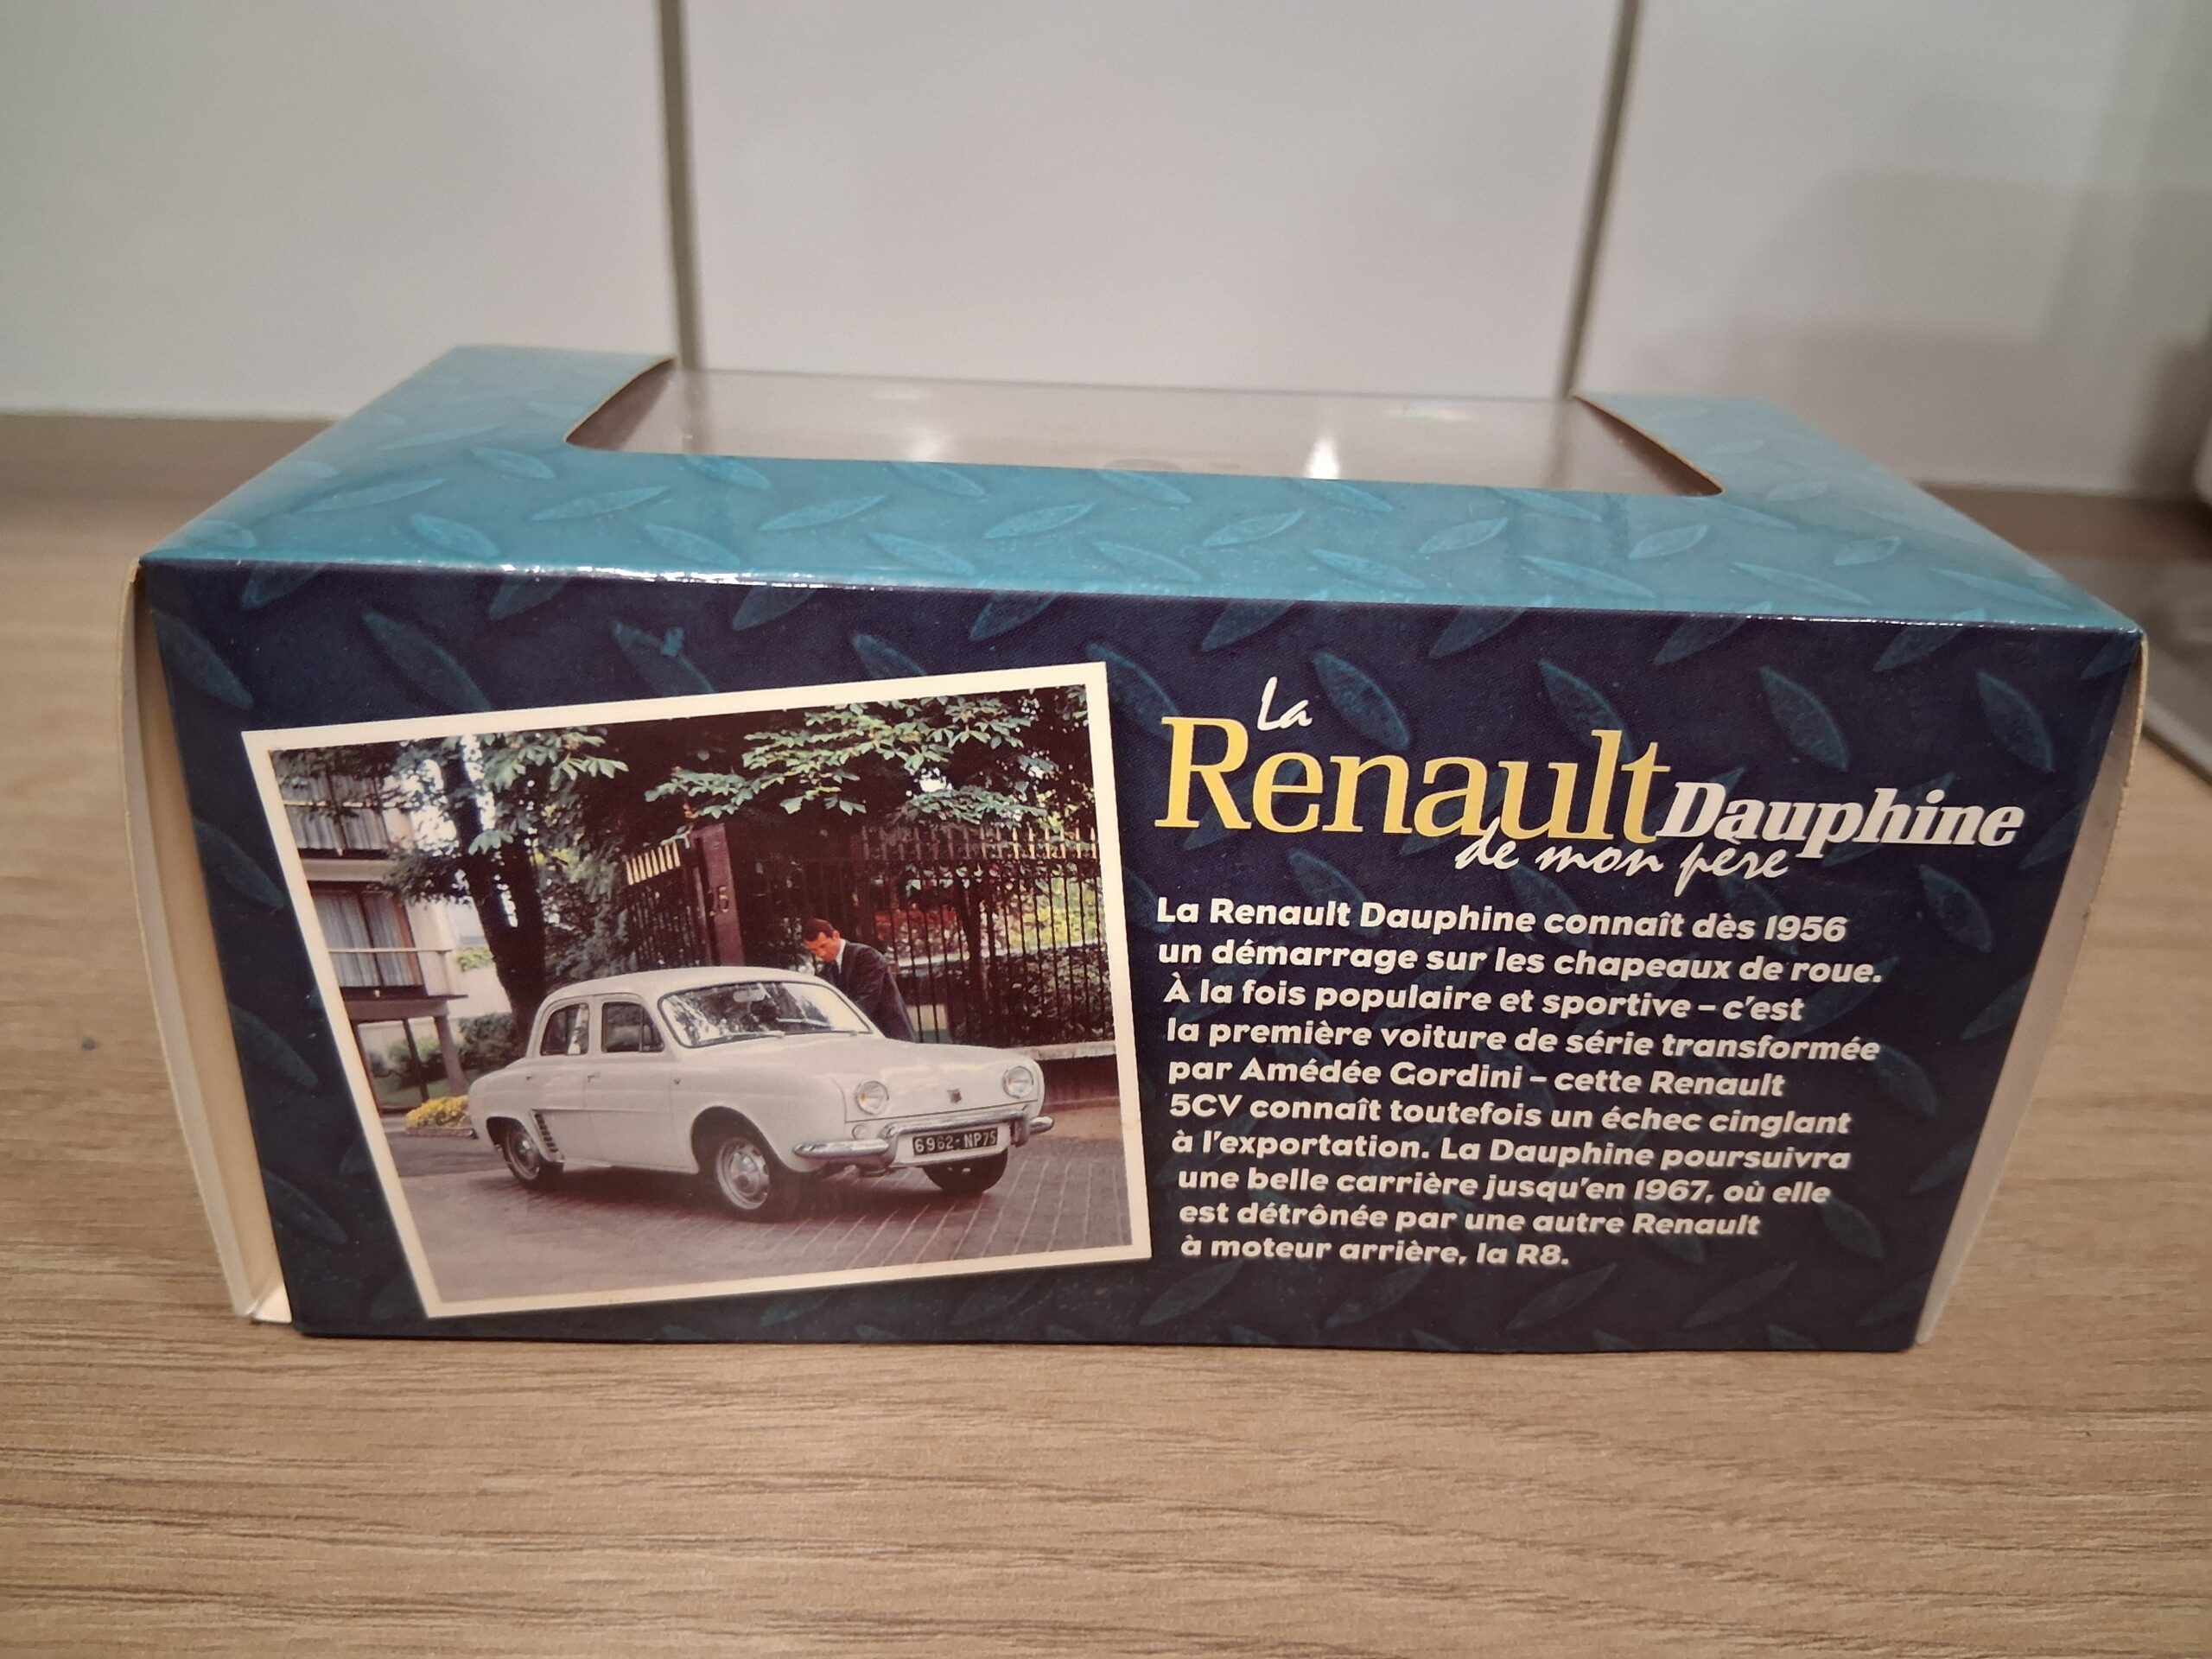 La
Renault Dauphine
de mon père
La Renault Dauphine connaît dès 1956
un démarrage sur les chapeaux de roue.
À la fois populaire et sportive – c'est
la première voiture de série transformée
par Amédée Gordini – cette Renault
5CV connaît toutefois un échec cinglant
à l'exportation. La Dauphine poursuivra
une belle carrière jusqu'en 1967, où elle
est détrônée par une autre Renault
à moteur arrière, la R8.
25
6962-NP75